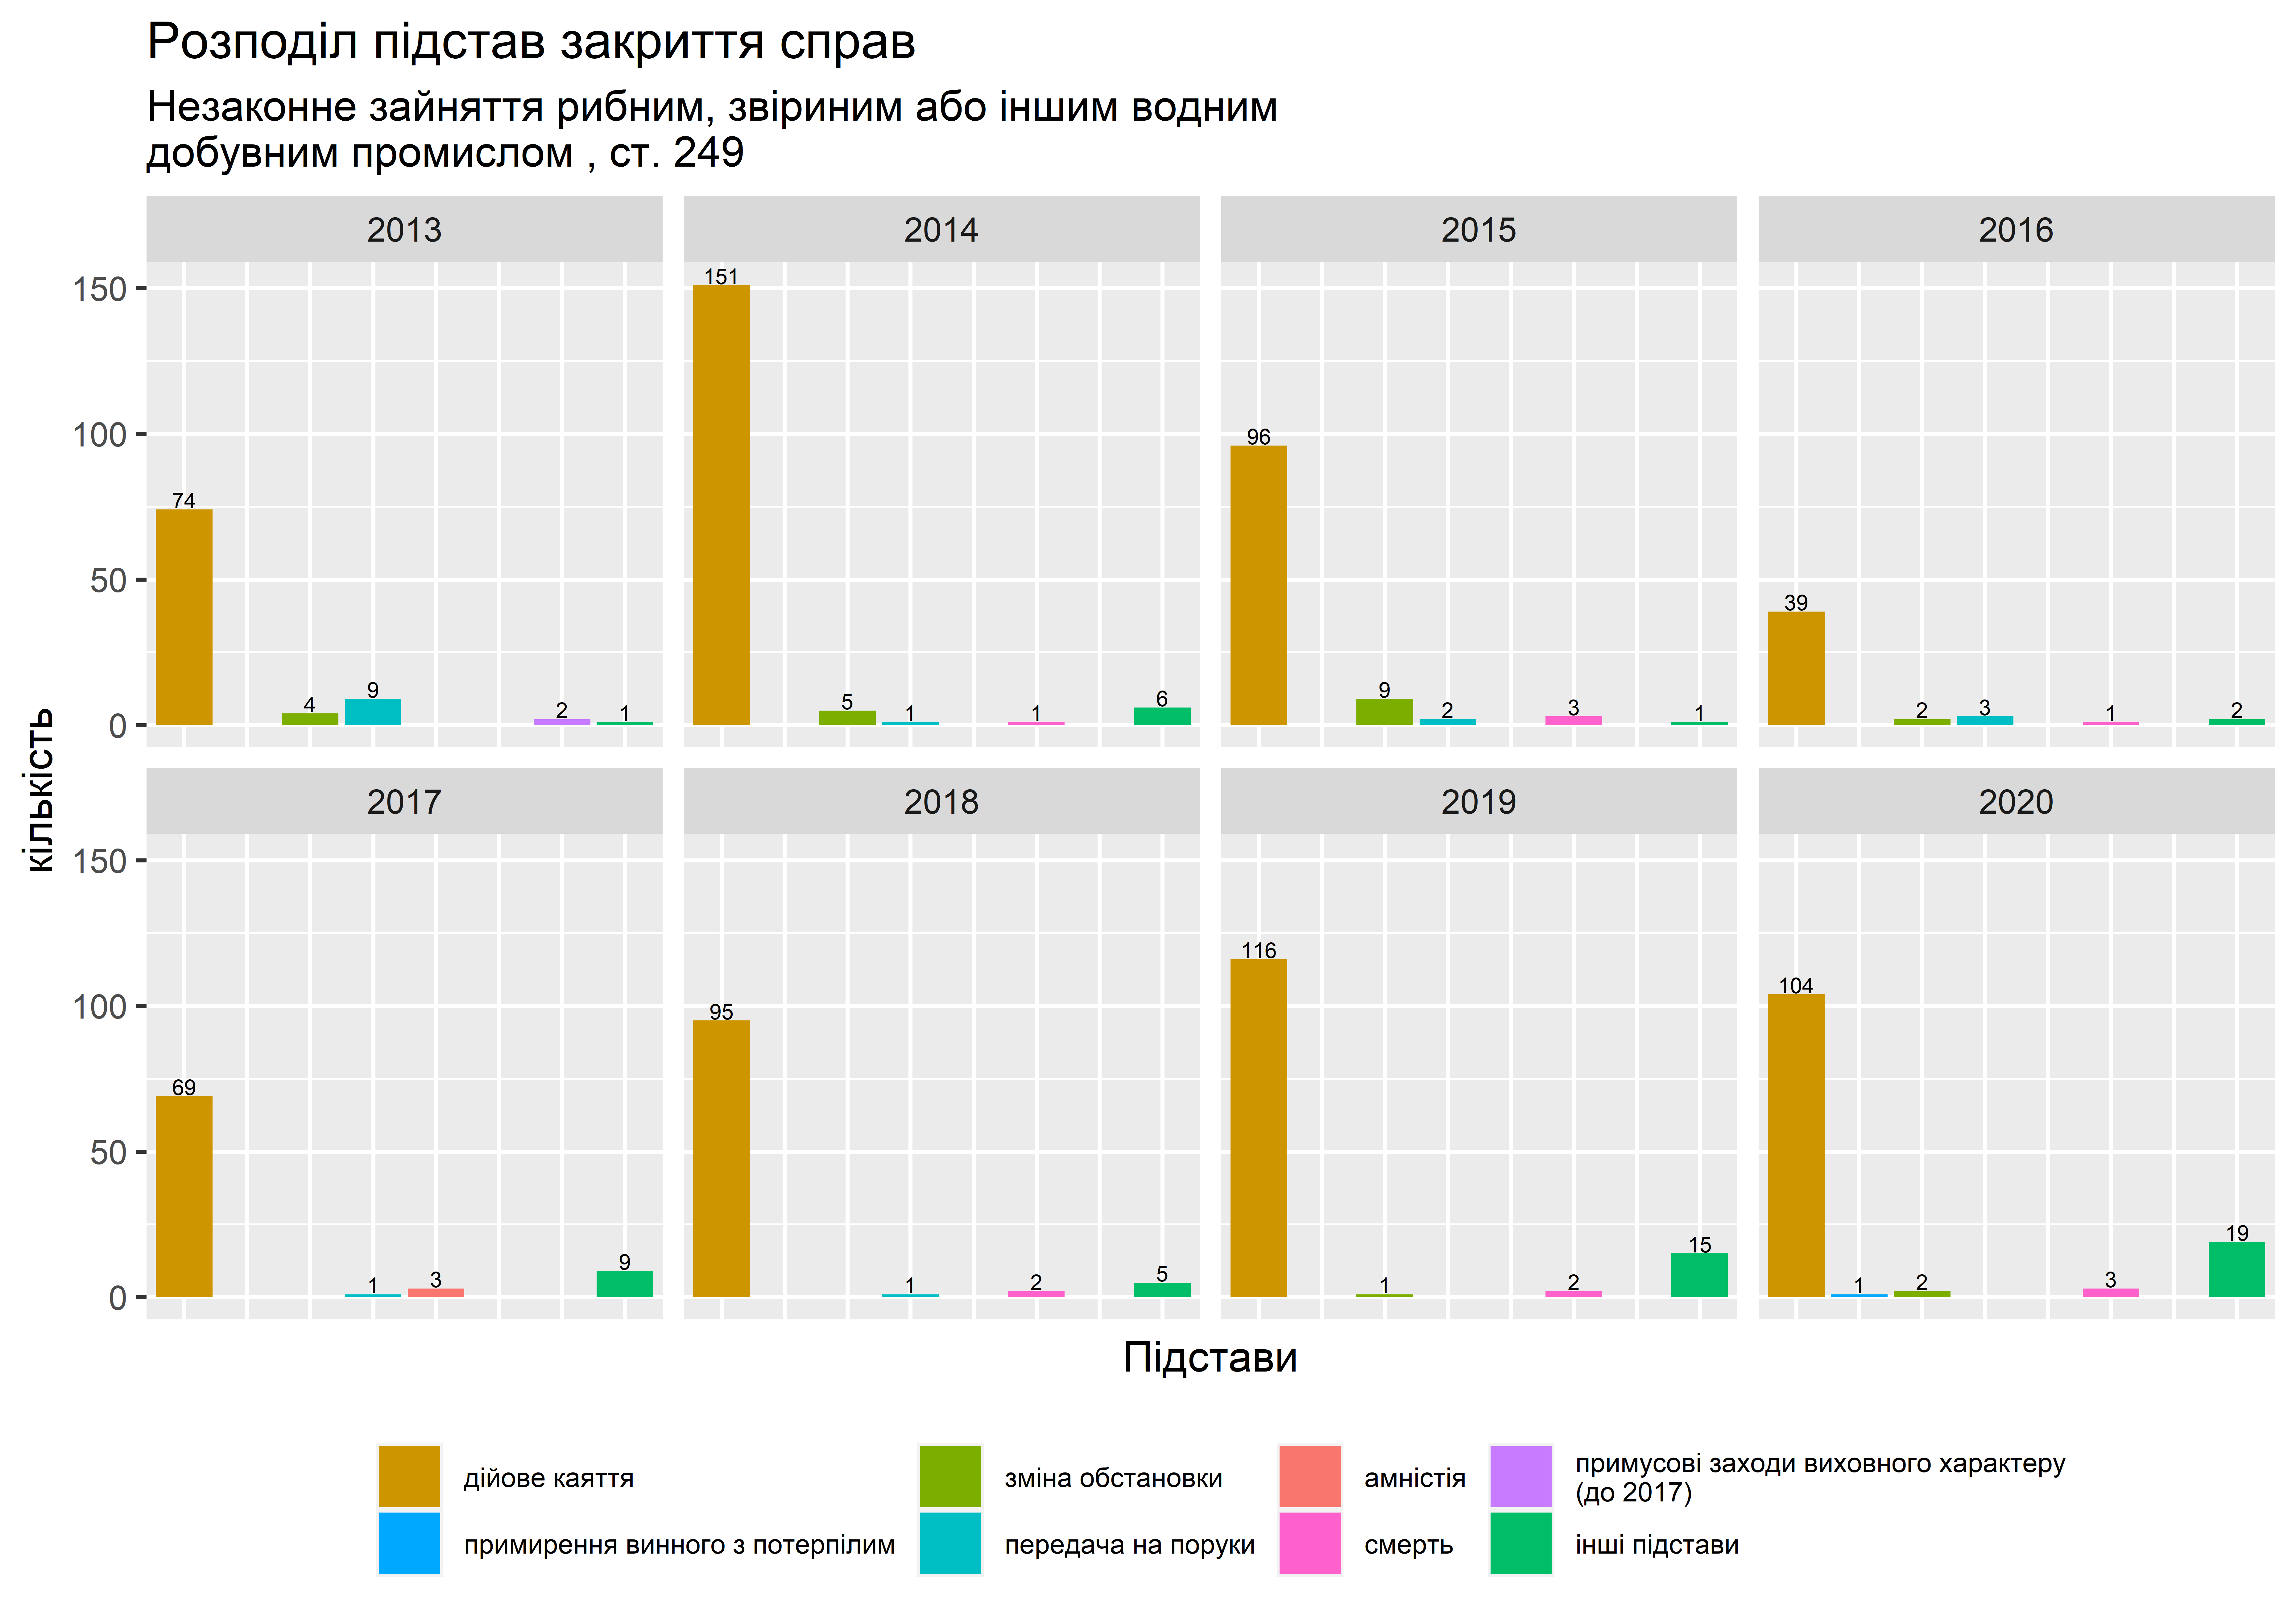 Розподіл підстав закриття справ
Незаконне зайняття рибним, звіриним або іншим водним
добувним промислом , ст. 249
2013 2014 2015 2016
150
100
50
0
74 4 9 2 1
151 5 1 1 6
96 9 2 3 1
39 2 3 1 2
кількість
2017 2018 2019 2020
150
100
50
0
69 1 3 9
95 1 2 5
116 1 2 15
104 1 2 3 19
Підстави
дійове каяття
примирення винного з потерпілим
зміна обстановки
передача на поруки
амністія
смерть
примусові заходи виховного характеру
(до 2017)
інші підстави